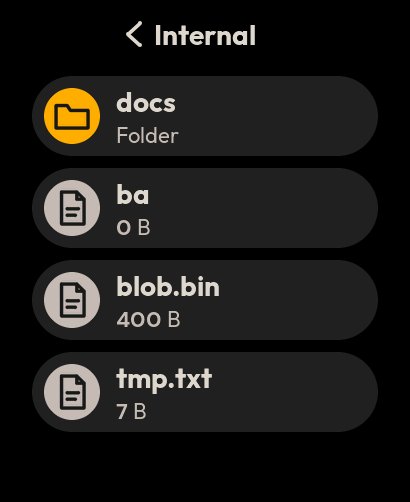 Internal
docs
Folder
ba
0 B
blob.bin
400 B
tmp.txt
7 B